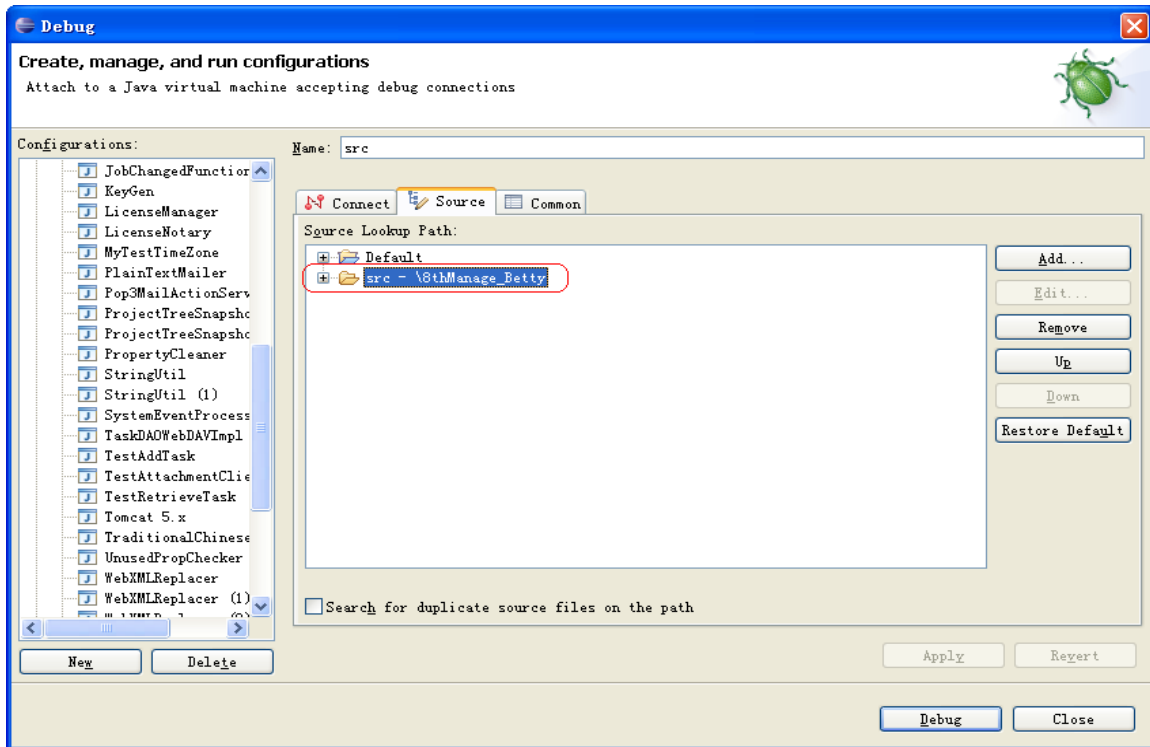 Debug
Create, manage, and run configurations
Attach to a Java virtual machine accepting debug connections
Configurations:
JobChangedFunction
KeyGen
LicenseManager
LicenseNotary
MyTestTimeZone
PlainTextMailer
Pop3MailActionServ
ProjectTreeSnapsho
ProjectTreeSnapsho
PropertyCleaner
StringUtil
StringUtil (1)
SystemEventProcess
TaskDAOWebDAVImpl
TestAddTask
TestAttachmentClie
TestRetrieveTask
Tomcat 5.x
TraditionalChinese
UnusedPropChecker
WebXMLReplacer
WebXMLReplacer (1)
New
Delete
Name: src
Connect
Source
Common
Source Lookup Path:
Default
src - \8thManage_Betty
Add...
Edit...
Remove
Up
Down
Restore Default
Search for duplicate source files on the path
Apply
Revert
Debug
Close